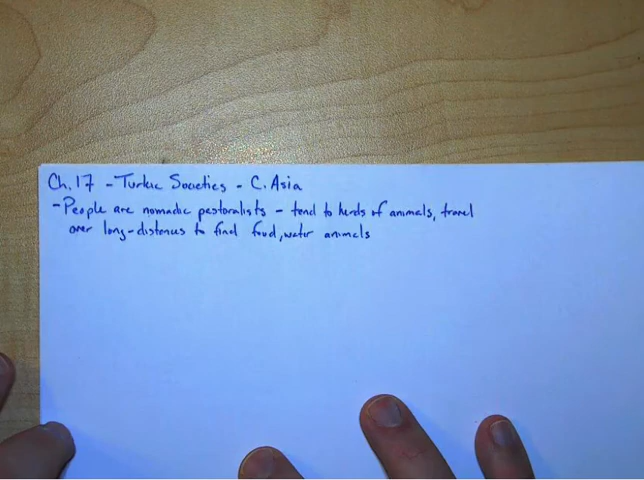 Ch. 17 - Turkic Societies - C. Asia
- People are nomadic pastoralists - tend to herds of animals, travel
over long-distances to find food, water animals